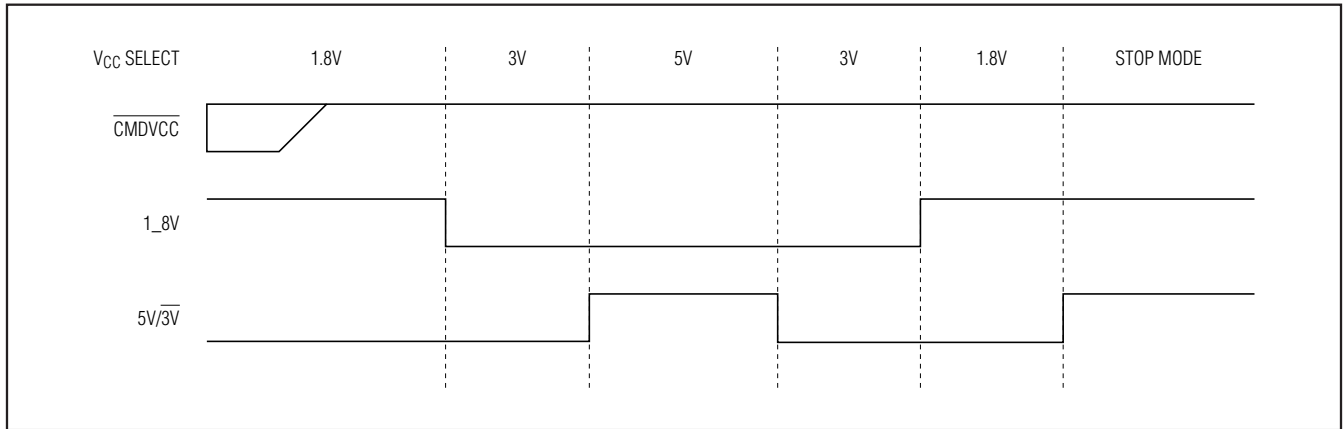 VCC SELECT 1.8V 3V 5V 3V 1.8V STOP MODE
CMDVCC
1_8V
5V/3V